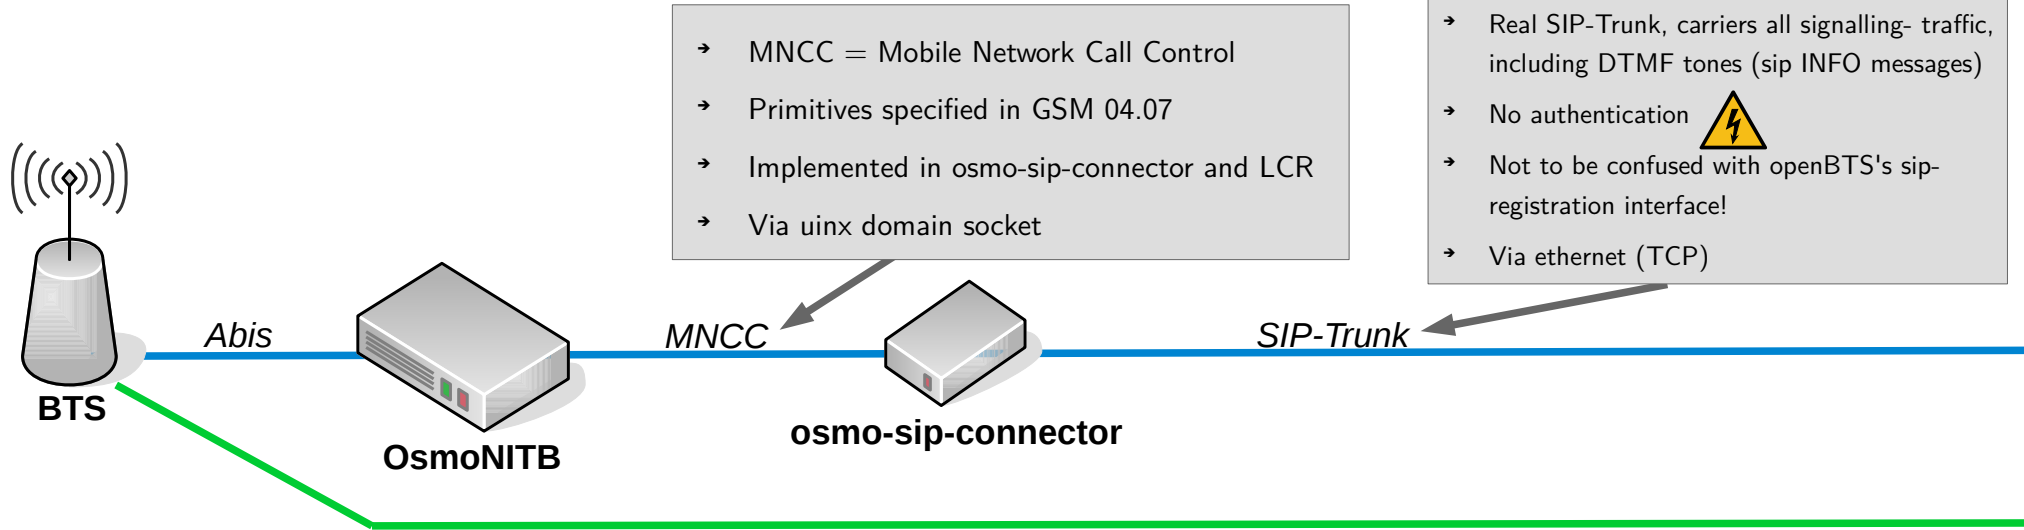 MNCC = Mobile Network Call Control
Primitives specified in GSM 04.07
Implemented in osmo-sip-connector and LCR
Via uinx domain socket
Real SIP-Trunk, carriers all signalling- traffic,
including DTMF tones (sip INFO messages)
No authentication
Not to be confused with openBTS's sip-
registration interface!
Via ethernet (TCP)
Abis
MNCC
SIP-Trunk
BTS
OsmoNITB
osmo-sip-connector